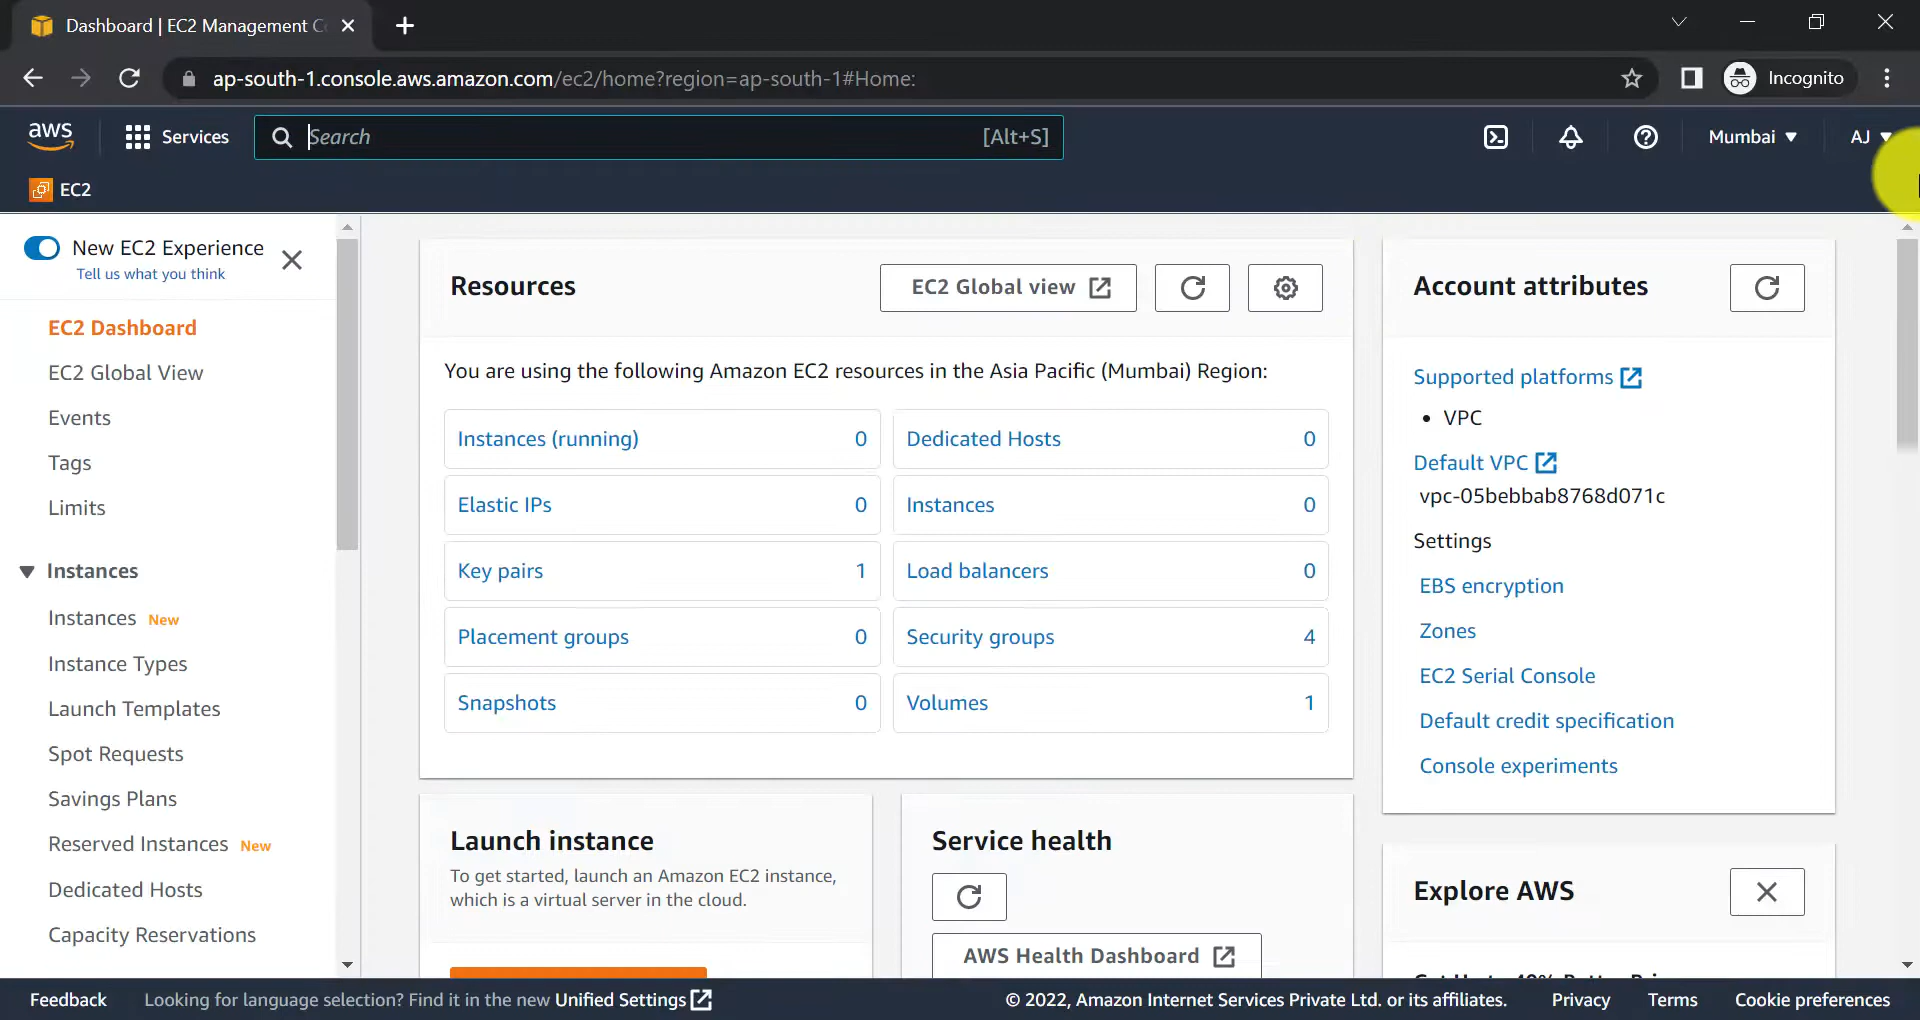 Dashboard | EC2 Management C
ap-south-1.console.aws.amazon.com/ec2/home?region=ap-south-1#Home:
Incognito
aws
Services
Search
[Alt+S]
Mumbai
AJ
EC2
New EC2 Experience
Tell us what you think
EC2 Dashboard
EC2 Global View
Events
Tags
Limits
Instances
Instances New
Instance Types
Launch Templates
Spot Requests
Savings Plans
Reserved Instances New
Dedicated Hosts
Capacity Reservations
Resources
EC2 Global view
You are using the following Amazon EC2 resources in the Asia Pacific (Mumbai) Region:
Instances (running) 0
Dedicated Hosts 0
Elastic IPs 0
Instances 0
Key pairs 1
Load balancers 0
Placement groups 0
Security groups 4
Snapshots 0
Volumes 1
Launch instance
To get started, launch an Amazon EC2 instance,
which is a virtual server in the cloud.
Service health
AWS Health Dashboard
Account attributes
Supported platforms
• VPC
Default VPC
vpc-05bebbab8768d071c
Settings
EBS encryption
Zones
EC2 Serial Console
Default credit specification
Console experiments
Explore AWS
Feedback
Looking for language selection? Find it in the new Unified Settings
© 2022, Amazon Internet Services Private Ltd. or its affiliates.
Privacy
Terms
Cookie preferences